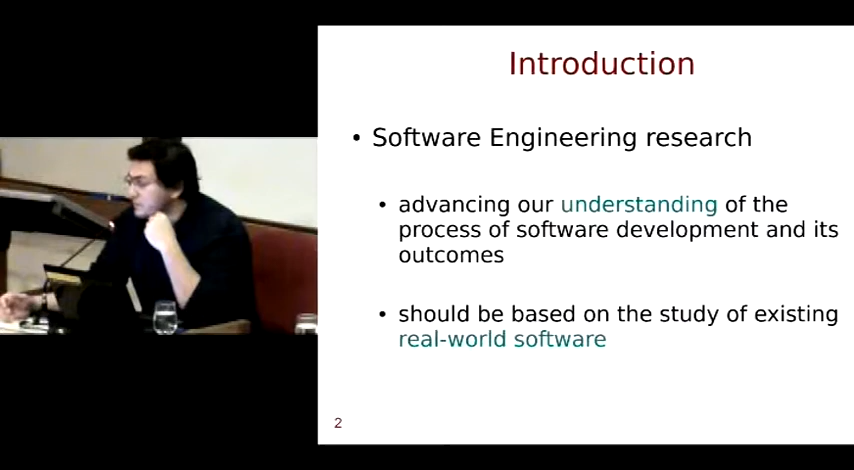 Introduction
• Software Engineering research
• advancing our understanding of the
process of software development and its
outcomes
• should be based on the study of existing
real-world software
2